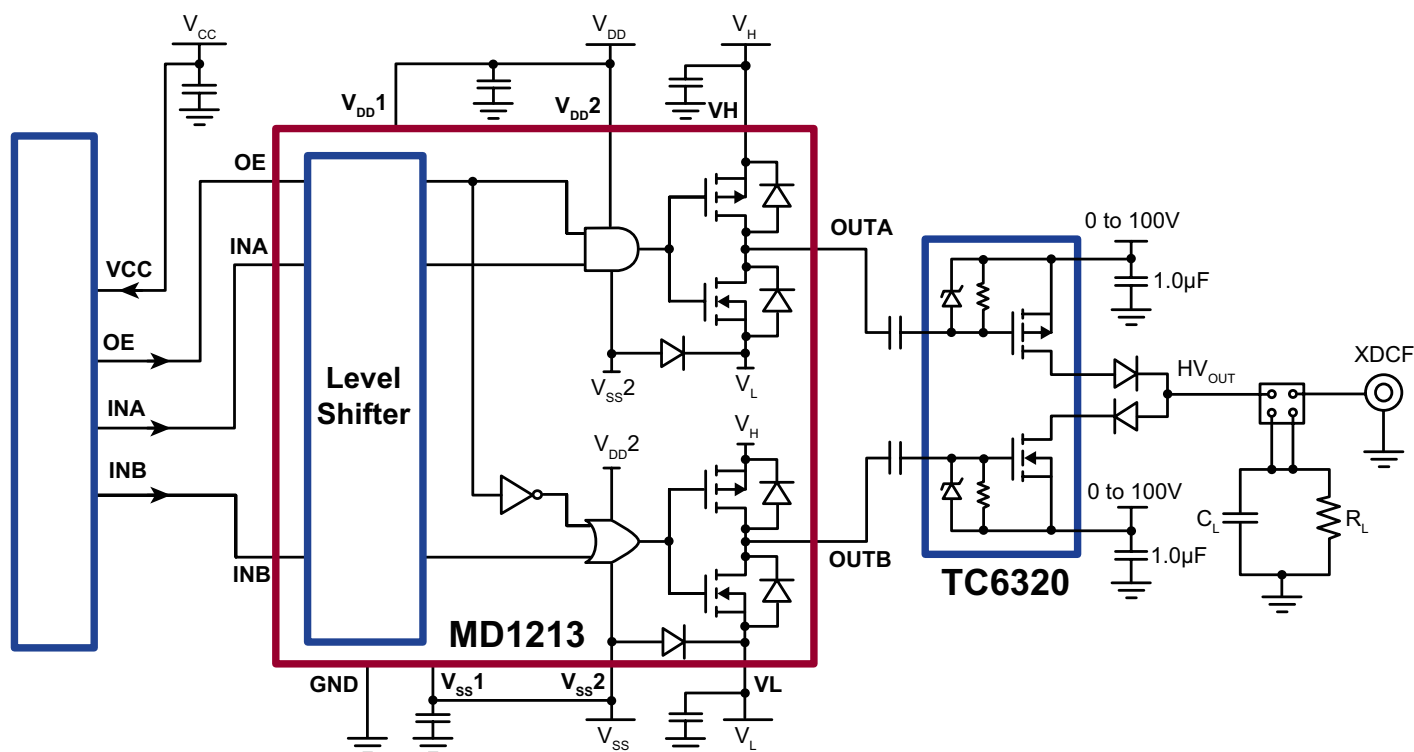 VCC
VDD
VH
VDD1
VDD2
VH
OE
INA
VCC
OE
INA
INB
INB
Level
Shifter
VSS2
VL
VDD2
VH
OUTA
OUTB
MD1213
GND
VSS1
VSS2
VL
VSS
VL
0 to 100V
1.0µF
HVOUT
XDCF
0 to 100V
1.0µF
CL
RL
TC6320